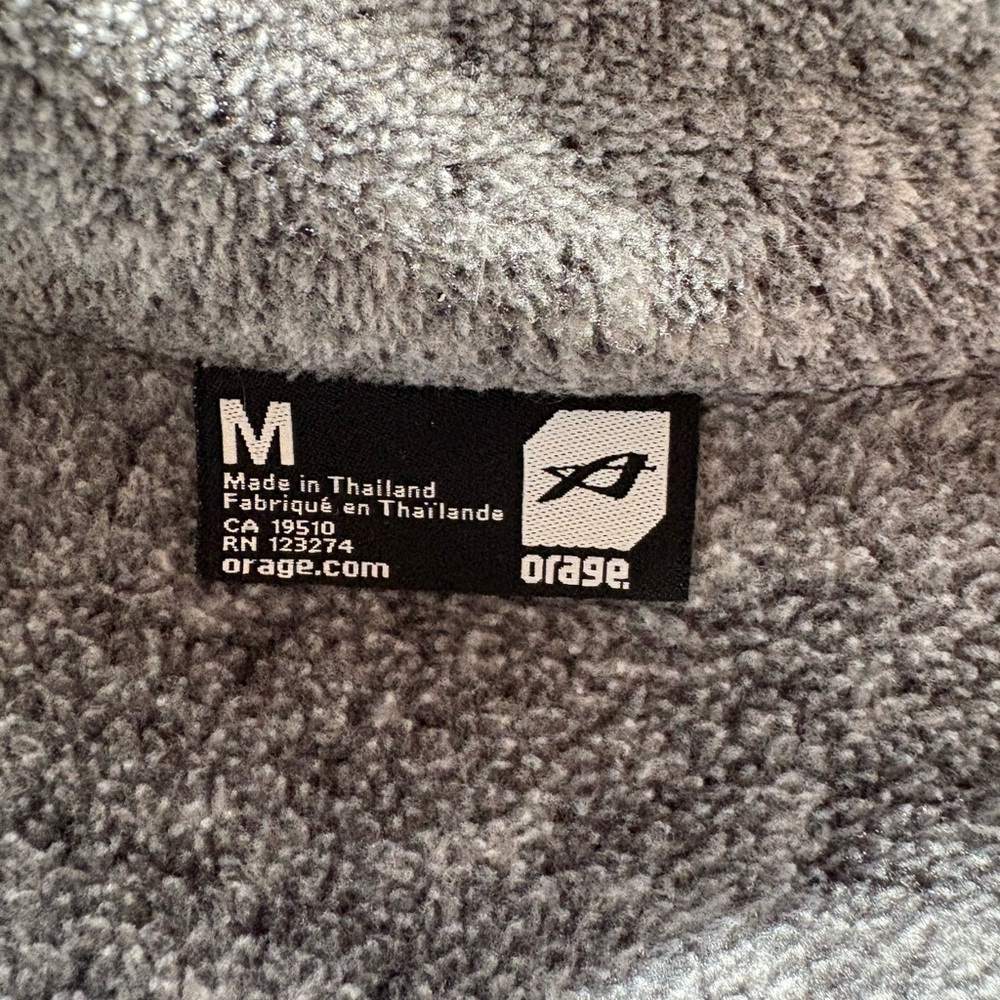 M
Made in Thailand
Fabriqué en Thaïlande
CA 19510
RN 123274
orage.com
orage